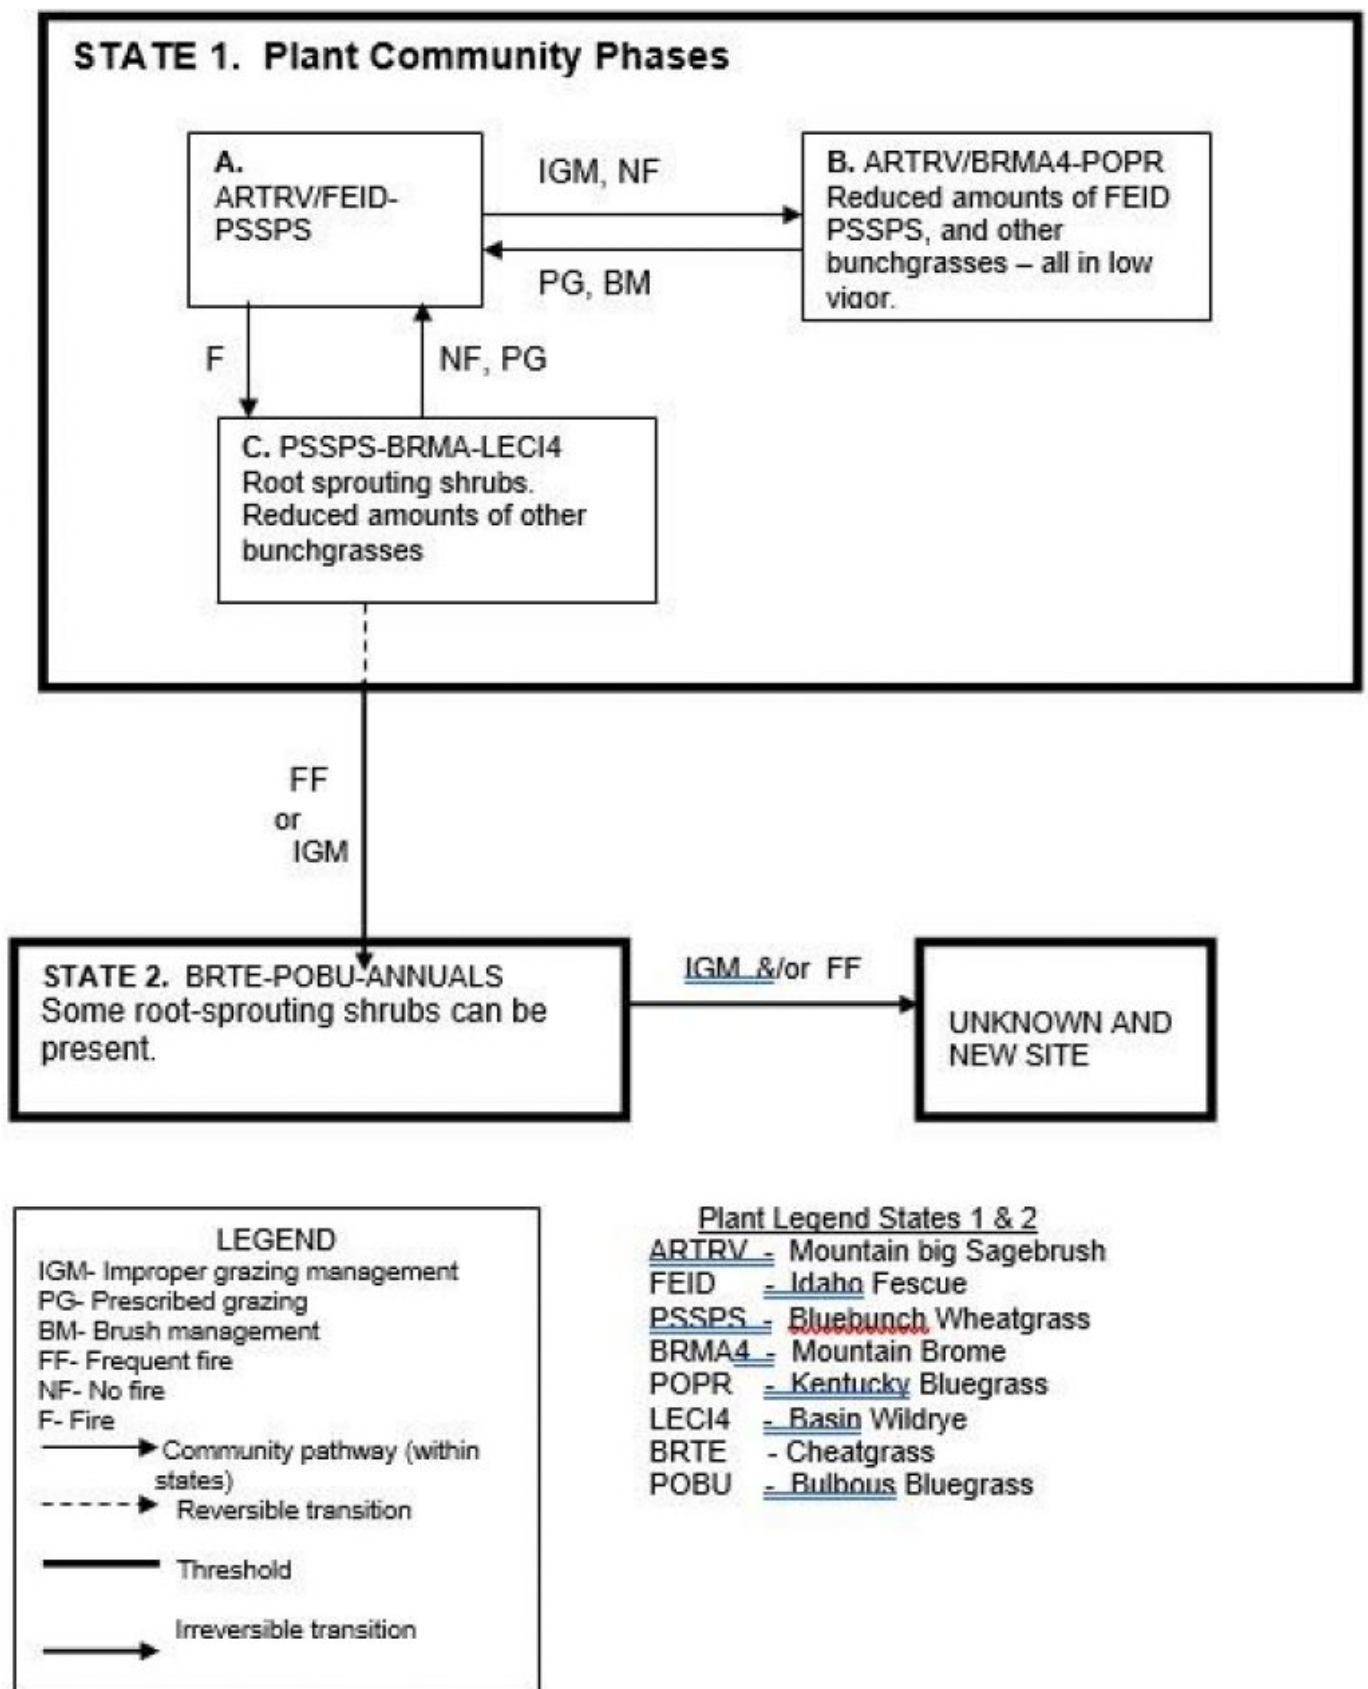 STATE 1. Plant Community Phases
A.
ARTRV/FEID-
PSSPS
IGM, NF
PG, BM
B. ARTRV/BRMA4-POPR
Reduced amounts of FEID
PSSPS, and other
bunchgrasses – all in low
vigor.
F
NF, PG
C. PSSPS-BRMA-LECI4
Root sprouting shrubs.
Reduced amounts of other
bunchgrasses
FF
or
IGM
STATE 2. BRTE-POBU-ANNUALS
Some root-sprouting shrubs can be
present.
IGM &/or FF
UNKNOWN AND
NEW SITE
LEGEND
IGM- Improper grazing management
PG- Prescribed grazing
BM- Brush management
FF- Frequent fire
NF- No fire
F- Fire
Community pathway (within
states)
Reversible transition
Threshold
Irreversible transition
Plant Legend States 1 & 2
ARTRV - Mountain big Sagebrush
FEID - Idaho Fescue
PSSPS - Bluebunch Wheatgrass
BRMA4 - Mountain Brome
POPR - Kentucky Bluegrass
LECI4 - Basin Wildrye
BRTE - Cheatgrass
POBU - Bulbous Bluegrass